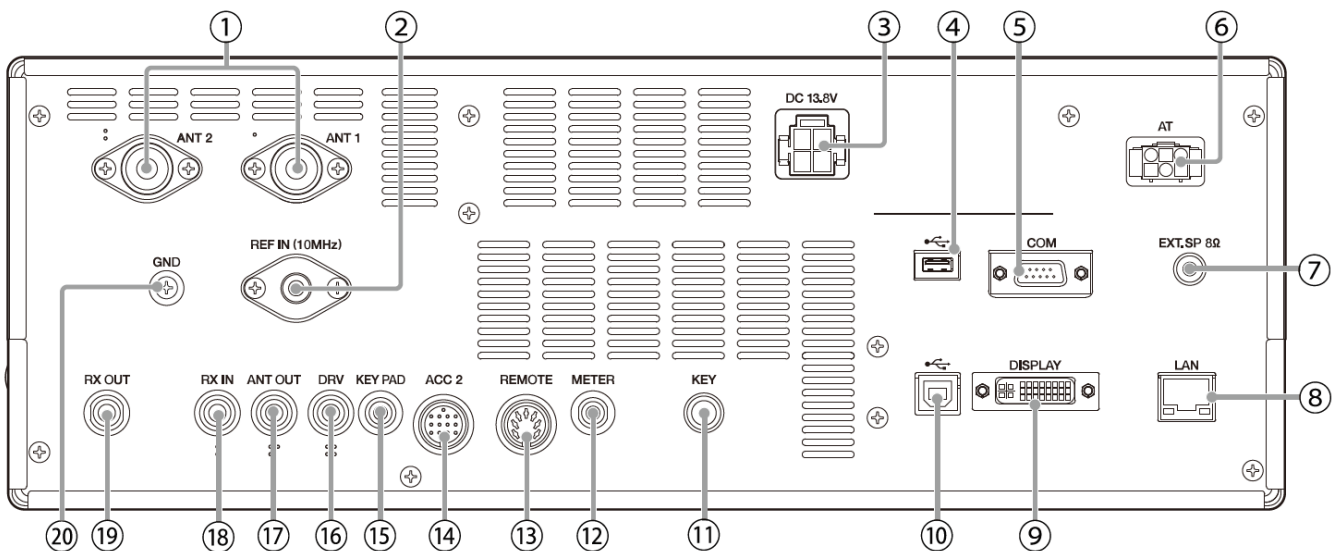 ① ② ③ ④ ⑤ ⑥
DC 13.8V
ANT 2 ANT 1 AT
REF IN (10MHz) COM EXT.SP 8Ω
GND
⑦
RX OUT RX IN ANT OUT DRV KEY PAD ACC 2 REMOTE METER KEY DISPLAY LAN
⑧
⑳ ⑲ ⑱ ⑰ ⑯ ⑮ ⑭ ⑬ ⑫ ⑪ ⑩ ⑨